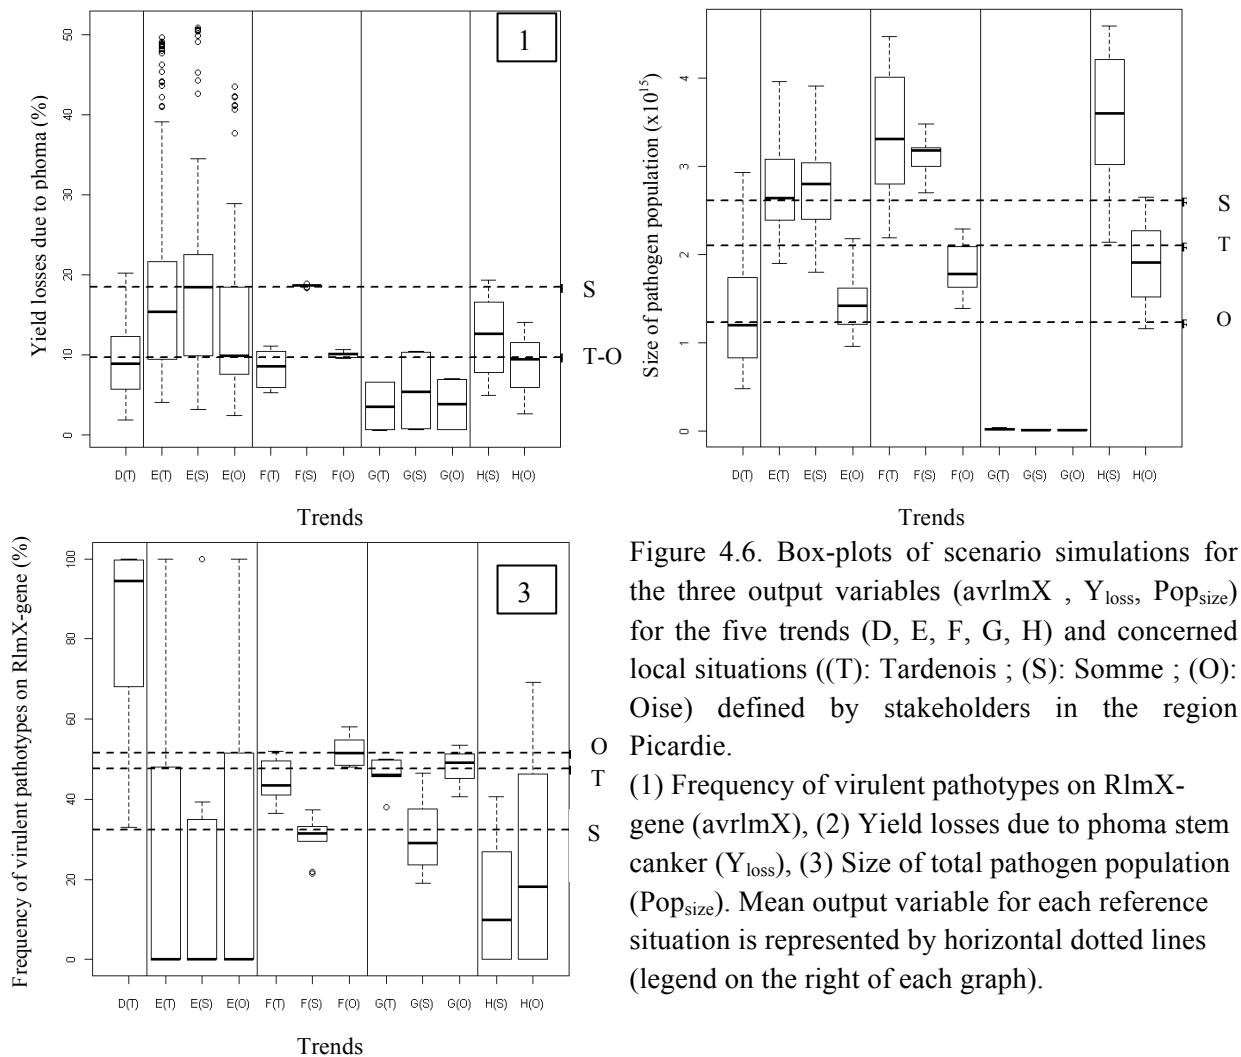 1
Yield losses due to phoma (%)
0
10
20
30
40
50
S
T-O
D(T) E(T) E(S) E(O) F(T) F(S) F(O) G(T) G(S) G(O) H(S) H(O)
Trends
Size of pathogen population (x10¹⁵)
0
1
2
3
4
S
T
O
D(T) E(T) E(S) E(O) F(T) F(S) F(O) G(T) G(S) G(O) H(S) H(O)
Trends
3
Frequency of virulent pathotypes on RlmX-gene (%)
0
20
40
60
80
100
O
T
S
D(T) E(T) E(S) E(O) F(T) F(S) F(O) G(T) G(S) G(O) H(S) H(O)
Trends
Figure 4.6. Box-plots of scenario simulations for
the three output variables (avrlmX , Yloss, Popsize)
for the five trends (D, E, F, G, H) and concerned
local situations ((T): Tardenois ; (S): Somme ; (O):
Oise) defined by stakeholders in the region
Picardie.
(1) Frequency of virulent pathotypes on RlmX-
gene (avrlmX), (2) Yield losses due to phoma stem
canker (Yloss), (3) Size of total pathogen population
(Popsize). Mean output variable for each reference
situation is represented by horizontal dotted lines
(legend on the right of each graph).